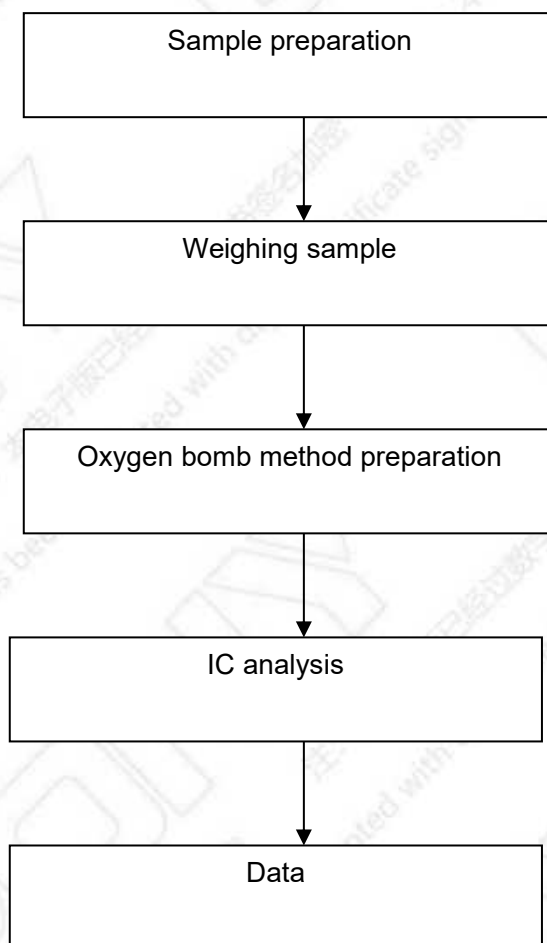 Sample preparation
Weighing sample
Oxygen bomb method preparation
IC analysis
Data